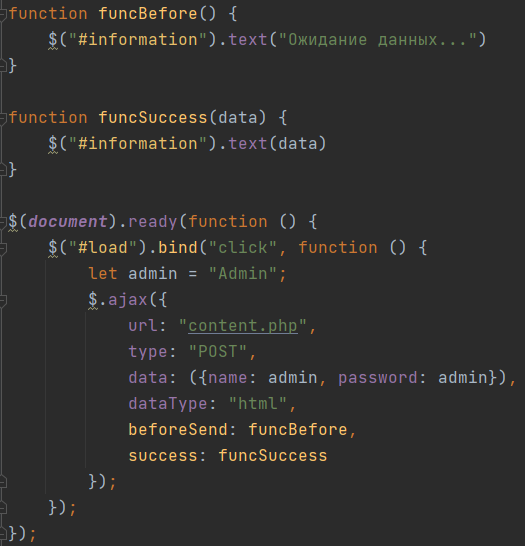 function funcBefore() {
    $("#information").text("Ожидание данных...")
}

function funcSuccess(data) {
    $("#information").text(data)
}

$(document).ready(function () {
    $("#load").bind("click", function () {
        let admin = "Admin";
        $.ajax({
            url: "content.php",
            type: "POST",
            data: ({name: admin, password: admin}),
            dataType: "html",
            beforeSend: funcBefore,
            success: funcSuccess
        });
    });
});